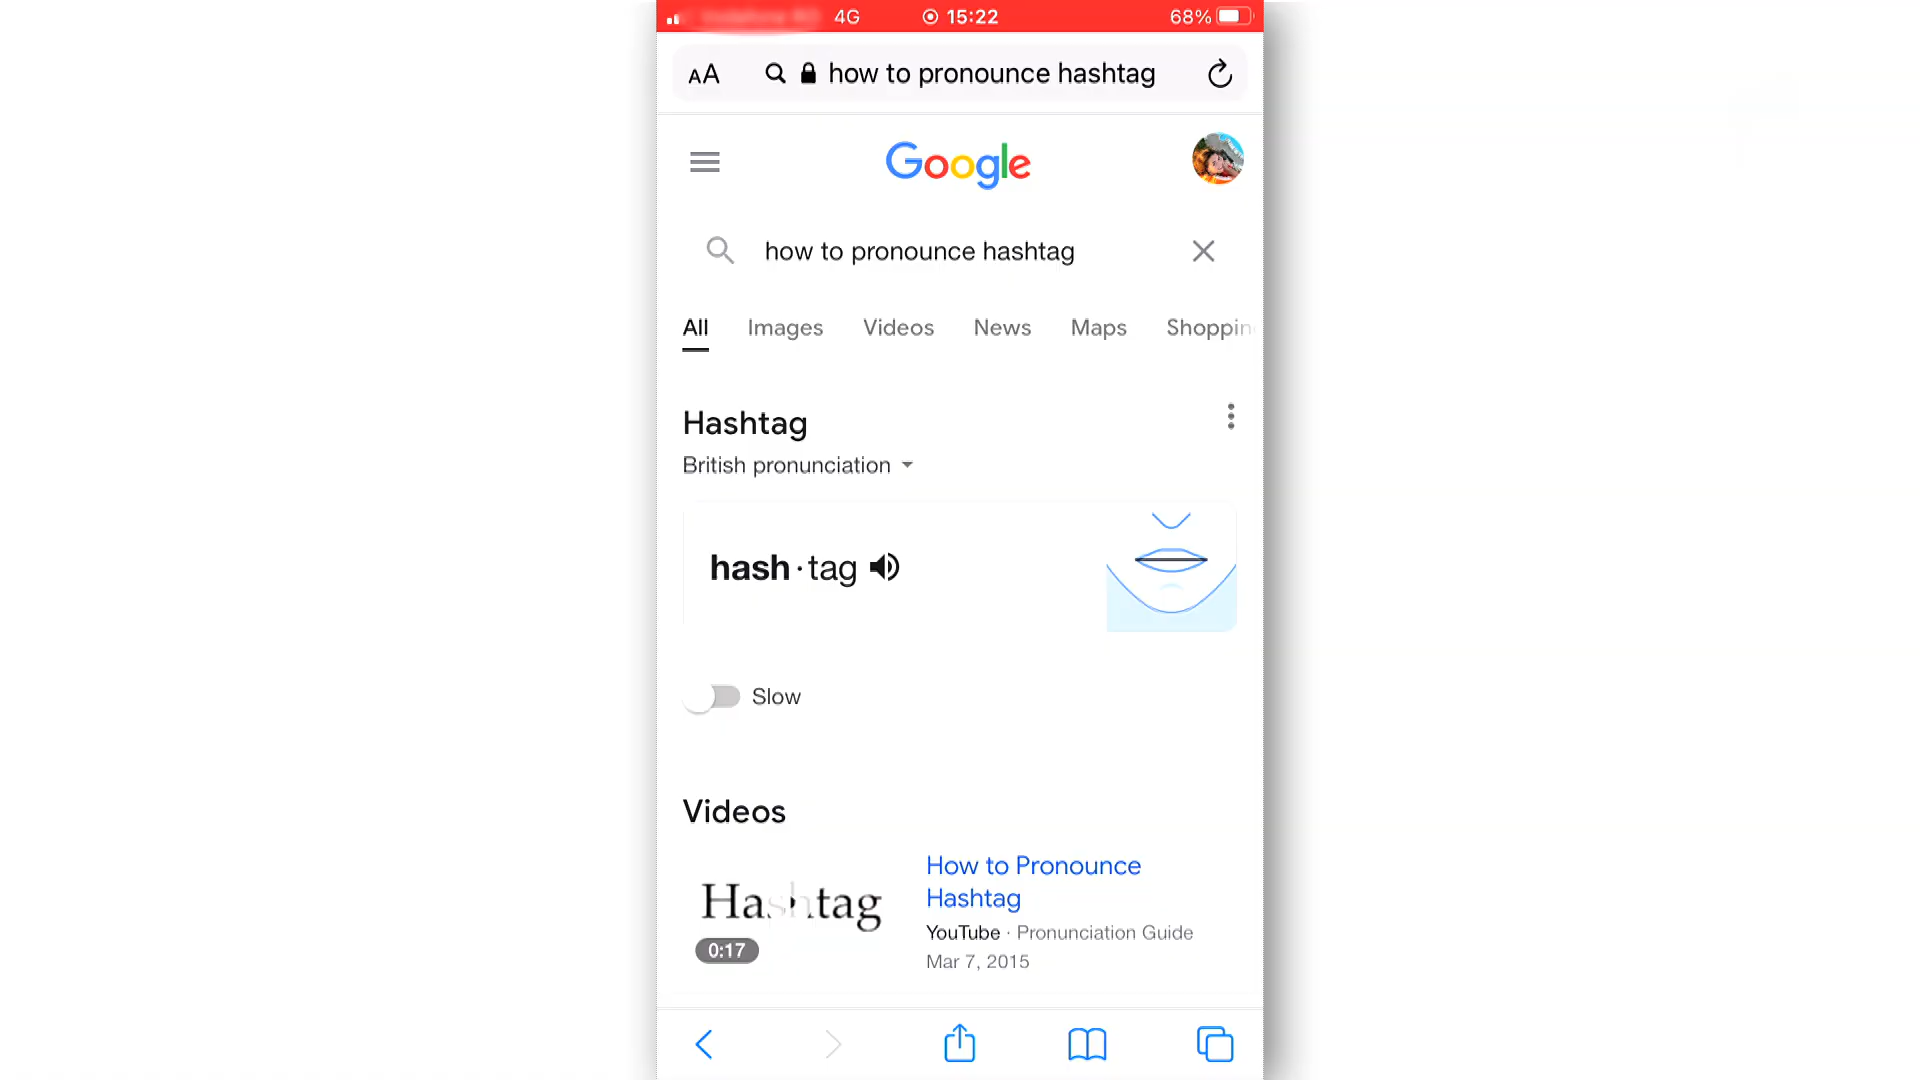 4G 15:22 68%
AA how to pronounce hashtag
Google
how to pronounce hashtag
All Images Videos News Maps Shoppin
Hashtag
British pronunciation
hash·tag
Slow
Videos
How to Pronounce
Hashtag
Hashtag
YouTube · Pronunciation Guide
0:17
Mar 7, 2015